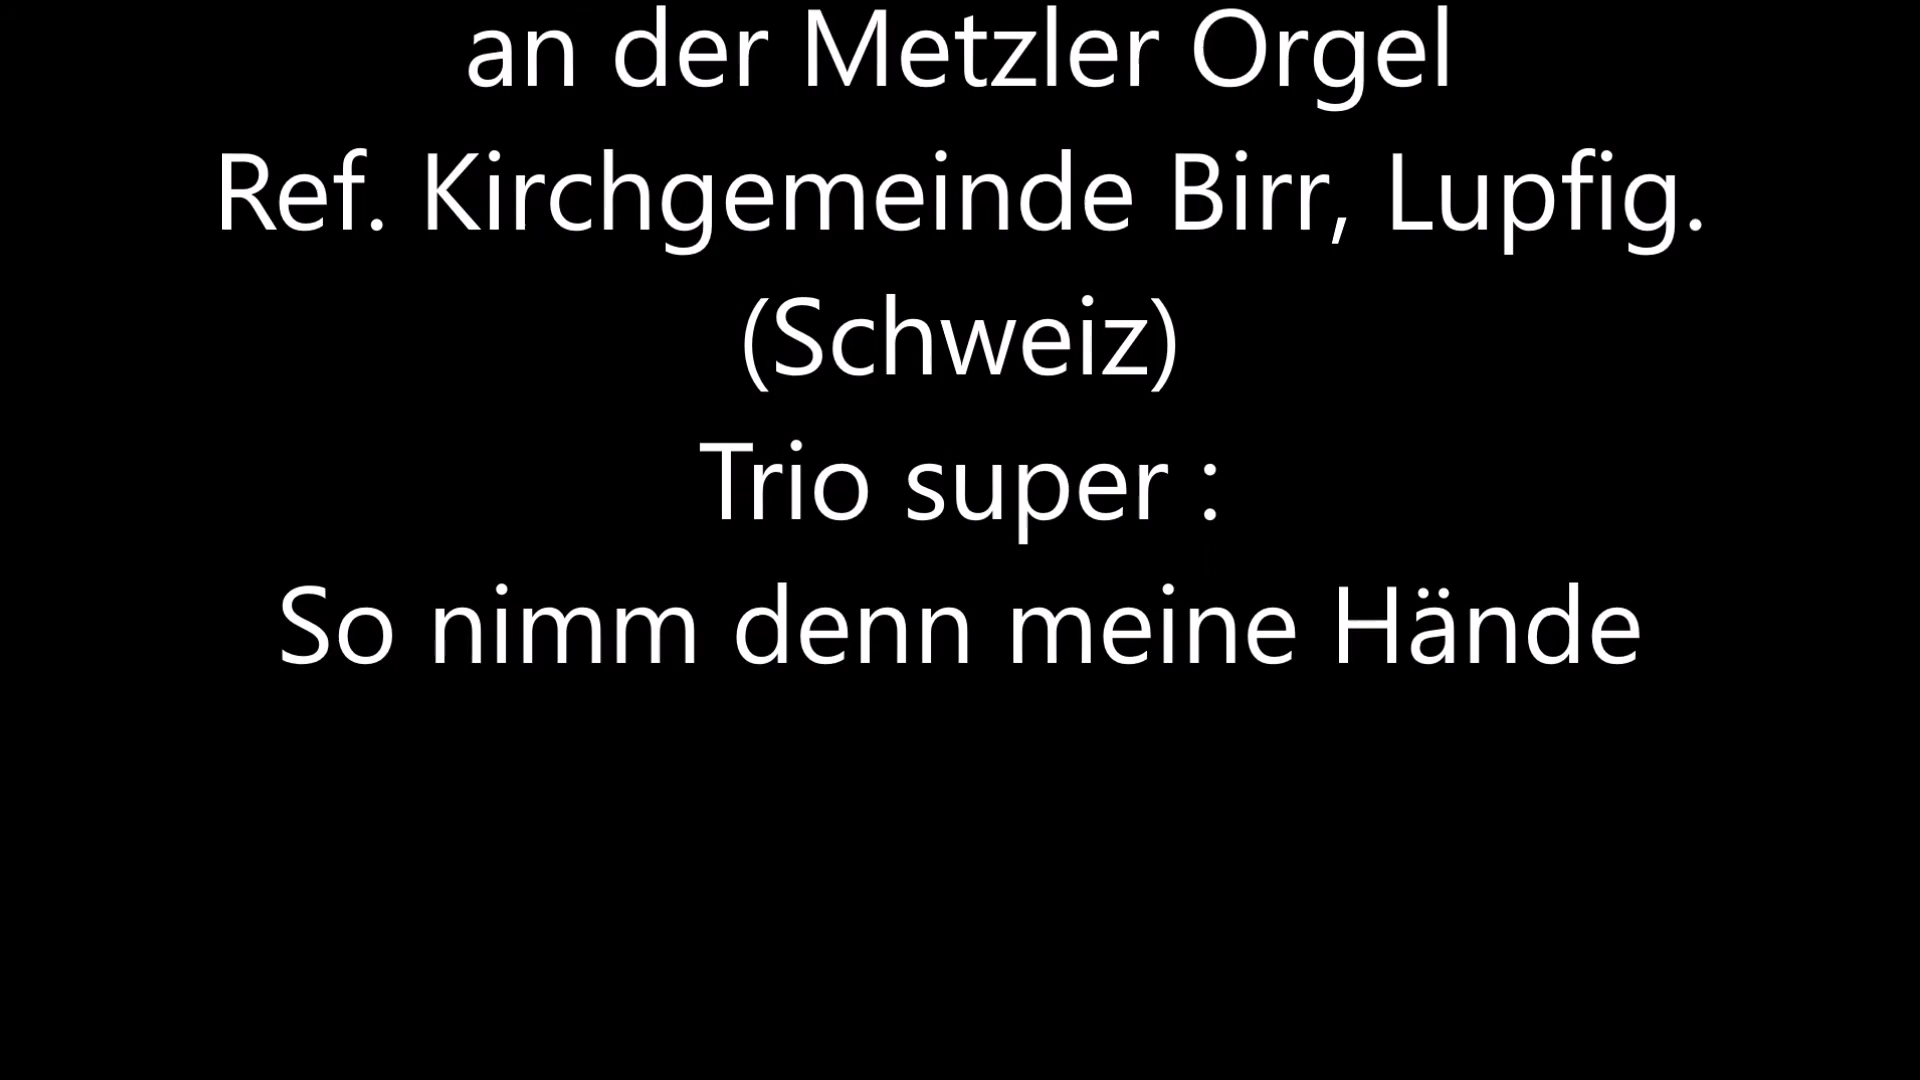 an der Metzler Orgel
Ref. Kirchgemeinde Birr, Lupfig.
(Schweiz)
Trio super :
So nimm denn meine Hände